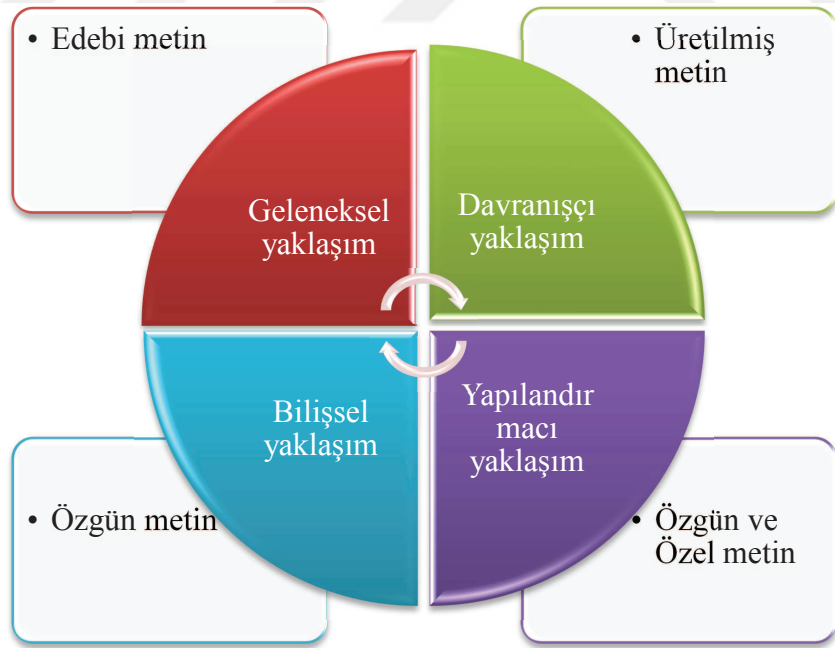 • Edebi metin
• Üretilmiş
metin
Geleneksel
yaklaşım
Davranışçı
yaklaşım
Bilişsel
yaklaşım
Yapılandır
macı
yaklaşım
• Özgün metin
• Özgün ve
Özel metin